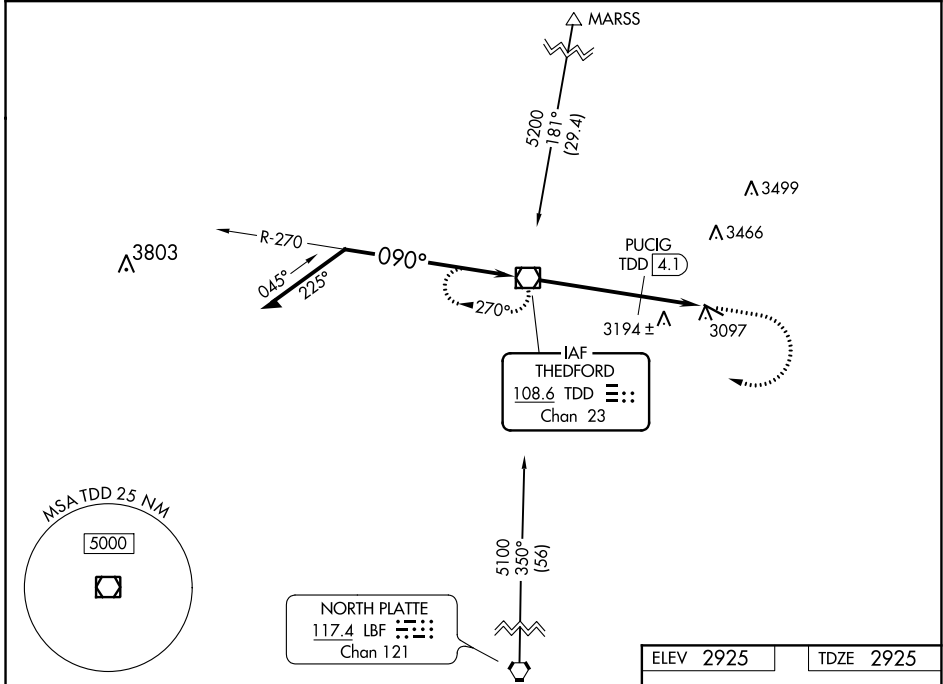 MARSS
5200
181°
(29.4)
3499
3466
R-270
090°
3803
045°
225°
270°
PUCIG
TDD 4.1
3194 ±
3097
IAF
THEDFORD
108.6 TDD
Chan 23
MSA TDD 25 NM
5000
5100
350°
(56)
NORTH PLATTE
117.4 LBF
Chan 121
ELEV 2925
TDZE 2925